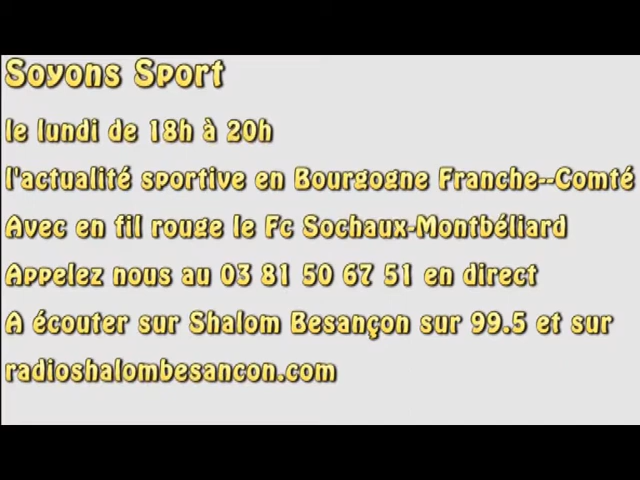 Soyons Sport
le lundi de 18h à 20h
l'actualité sportive en Bourgogne Franche--Comté
Avec en fil rouge le Fc Sochaux-Montbéliard
Appelez nous au 03 81 50 67 51 en direct
A écouter sur Shalom Besançon sur 99.5 et sur
radioshalombesancon.com